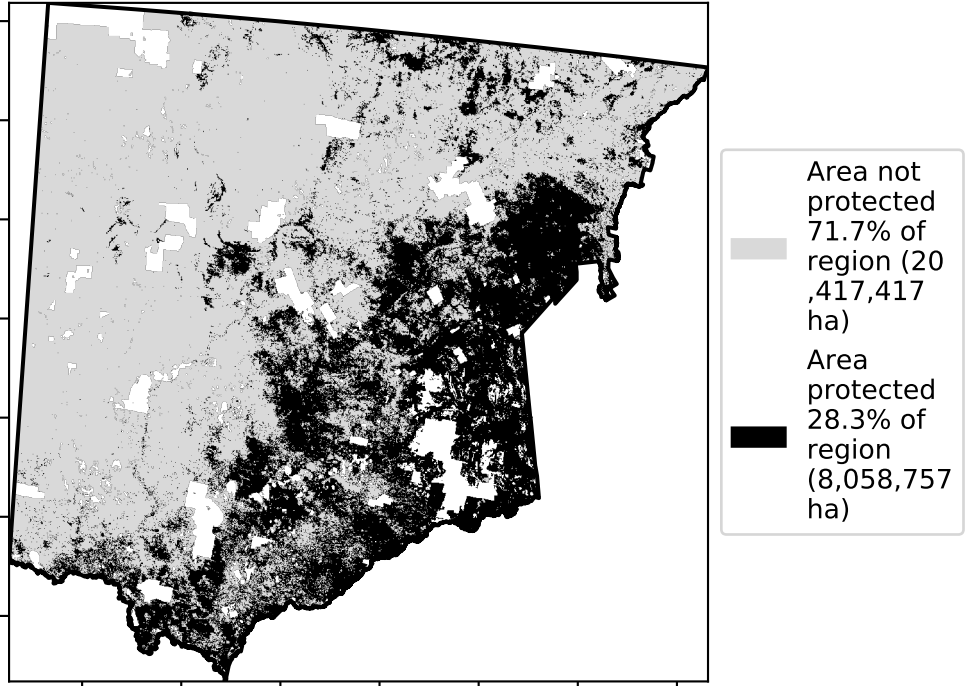 Area not
protected
71.7% of
region (20
,417,417
ha)
Area
protected
28.3% of
region
(8,058,757
ha)